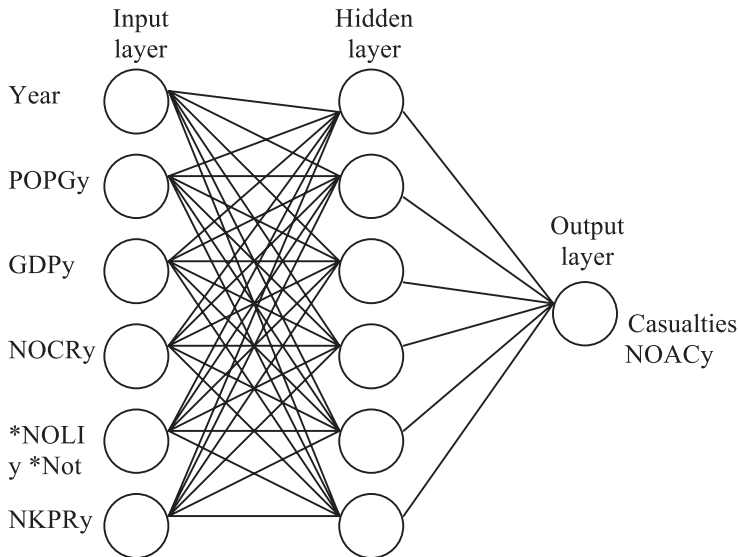 Input
layer
Hidden
layer
Year
POPGy
GDPy
NOCRy
*NOLI
y *Not
NKPRy
Output
layer
Casualties
NOACy